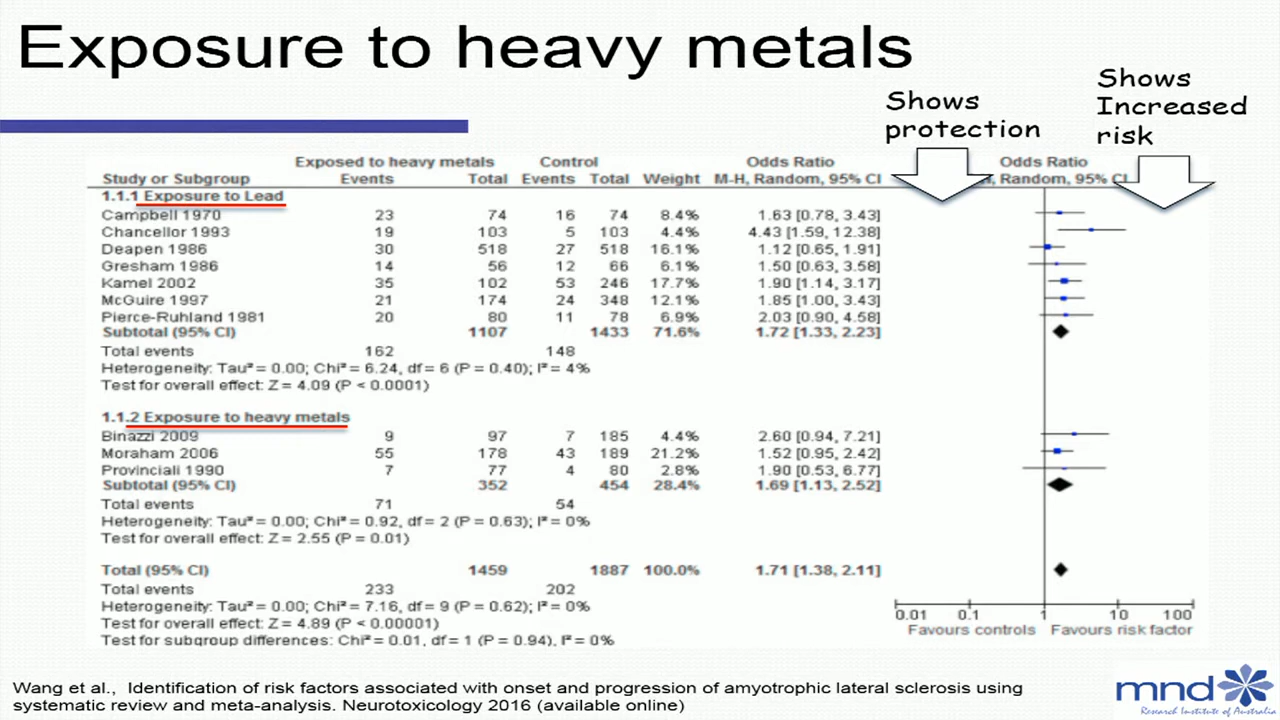 Exposure to heavy metals
Shows protection
Shows Increased risk
Exposed to heavy metals Control Odds Ratio Odds Ratio
Study or Subgroup Events Total Events Total Weight M-H, Random, 95% CI Random, 95% CI
1.1.1 Exposure to Lead
Campbell 1970 23 74 16 74 8.4% 1.63 [0.78, 3.43]
Chancellor 1993 19 103 5 103 4.4% 4.43 [1.59, 12.38]
Deapen 1986 30 518 27 518 16.1% 1.12 [0.65, 1.91]
Gresham 1986 14 56 12 66 6.1% 1.50 [0.63, 3.58]
Kamel 2002 35 102 53 246 17.7% 1.90 [1.14, 3.17]
McGuire 1997 21 174 24 348 12.1% 1.85 [1.00, 3.43]
Pierce-Ruhland 1981 20 80 11 78 6.9% 2.03 [0.90, 4.58]
Subtotal (95% CI) 1107 1433 71.6% 1.72 [1.33, 2.23]
Total events 162 148
Heterogeneity: Tau² = 0.00; Chi² = 6.24, df = 6 (P = 0.40); I² = 4%
Test for overall effect: Z = 4.09 (P < 0.0001)
1.1.2 Exposure to heavy metals
Binazzi 2009 9 97 7 185 4.4% 2.60 [0.94, 7.21]
Moraham 2006 55 178 43 189 21.2% 1.52 [0.95, 2.42]
Provinciali 1990 7 77 4 80 2.8% 1.90 [0.53, 6.77]
Subtotal (95% CI) 352 454 28.4% 1.69 [1.13, 2.52]
Total events 71 54
Heterogeneity: Tau² = 0.00; Chi² = 0.92, df = 2 (P = 0.63); I² = 0%
Test for overall effect: Z = 2.55 (P = 0.01)
Total (95% CI) 1459 1887 100.0% 1.71 [1.38, 2.11]
Total events 233 202
Heterogeneity: Tau² = 0.00; Chi² = 7.16, df = 9 (P = 0.62); I² = 0%
Test for overall effect: Z = 4.89 (P < 0.00001)
Test for subgroup differences: Chi² = 0.01, df = 1 (P = 0.94), I² = 0%
0.01 0.1 1 10 100
Favours controls Favours risk factor
Wang et al., Identification of risk factors associated with onset and progression of amyotrophic lateral sclerosis using
systematic review and meta-analysis. Neurotoxicology 2016 (available online)
mnd
Research Institute of Australia